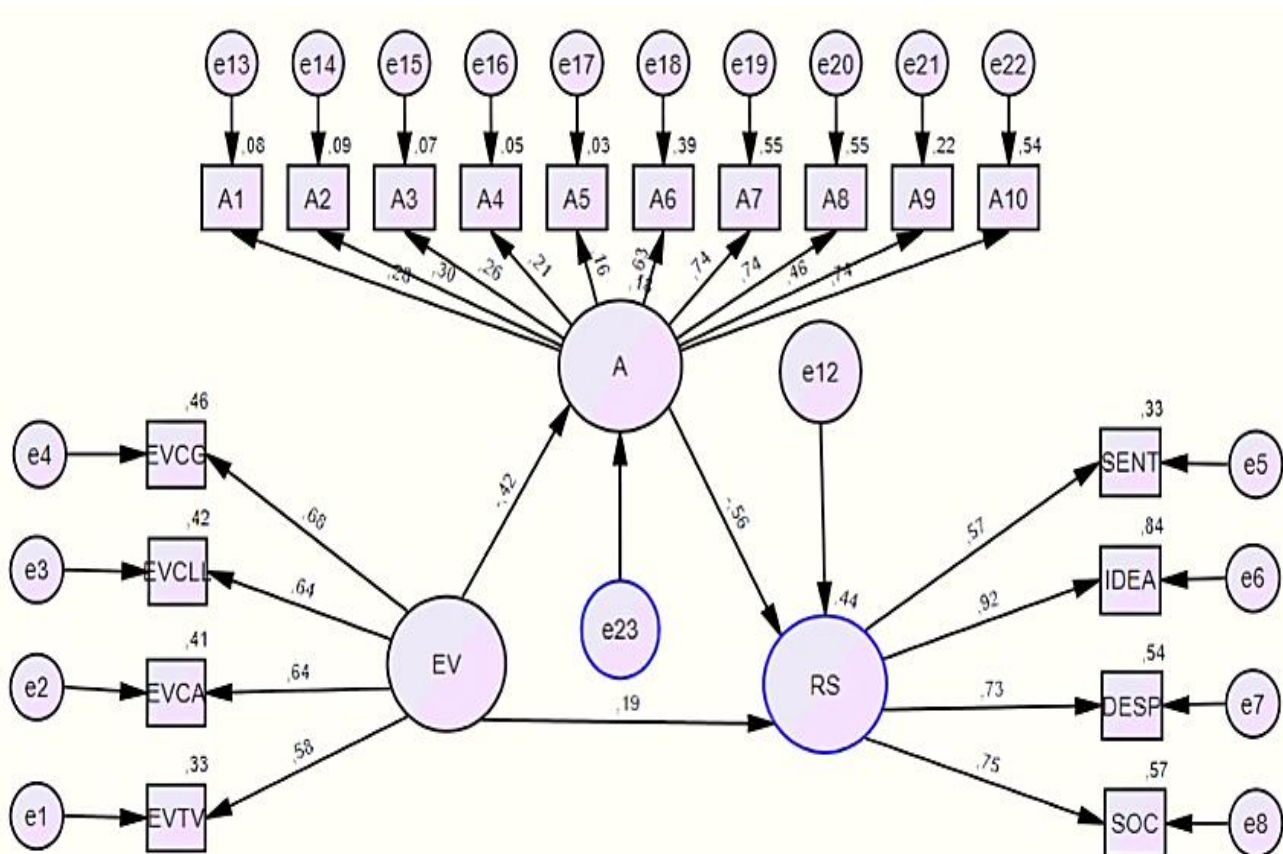 e13 e14 e15 e16 e17 e18 e19 e20 e21 e22
,08 ,09 ,07 ,05 ,03 ,39 ,55 ,55 ,22 ,54
A1 A2 A3 A4 A5 A6 A7 A8 A9 A10
,28 ,30 ,26 ,21 ,16 ,63 ,74 ,74 ,46 ,74
A
e12
,46
e4 EVCG
,33
SENT e5
-,42
-,56
,68
,57
,42
e3 EVCLL
,64
,84
IDEA e6
,92
e23
,44
,41
e2 EVCA
,64
EV
RS
,54
,73
DESP e7
,19
,58
,75
,33
e1 EVTV
,57
SOC e8